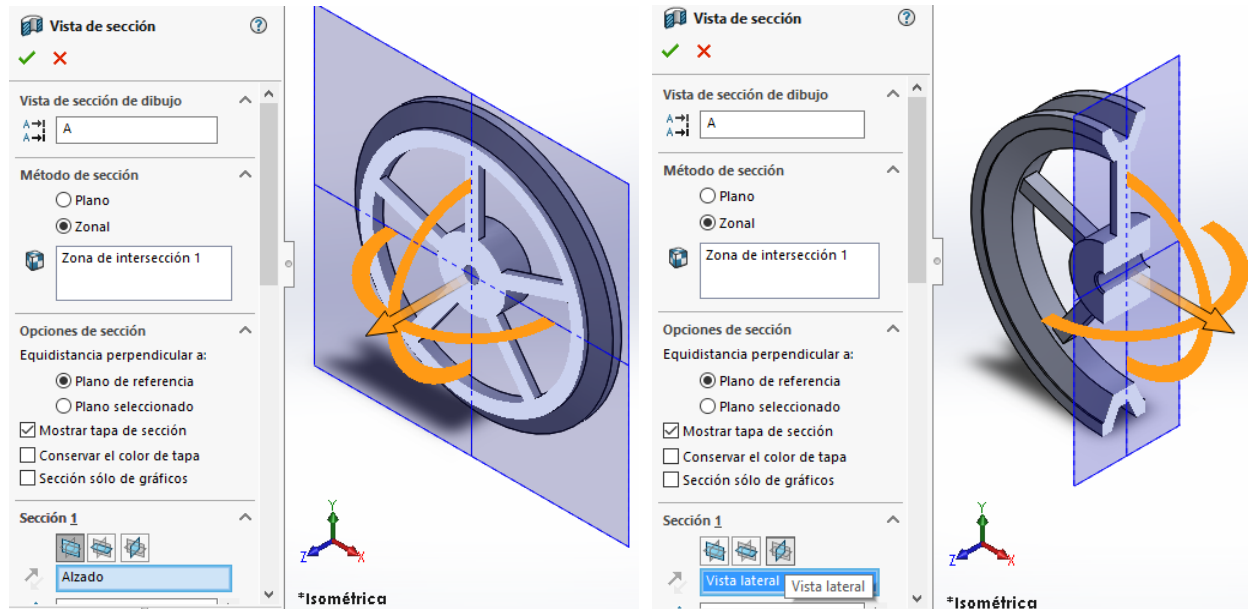 Vista de sección
?
Vista de sección de dibujo
A
A
A
Método de sección
Plano
Zonal
Zona de intersección 1
Opciones de sección
Equidistancia perpendicular a:
Plano de referencia
Plano seleccionado
Mostrar tapa de sección
Conservar el color de tapa
Sección sólo de gráficos
Sección 1
Alzado
Y
Z
X
*Isométrica
Vista de sección
?
Vista de sección de dibujo
A
A
A
Método de sección
Plano
Zonal
Zona de intersección 1
Opciones de sección
Equidistancia perpendicular a:
Plano de referencia
Plano seleccionado
Mostrar tapa de sección
Conservar el color de tapa
Sección sólo de gráficos
Sección 1
Vista lateral
Vista lateral
Y
Z
X
*Isométrica